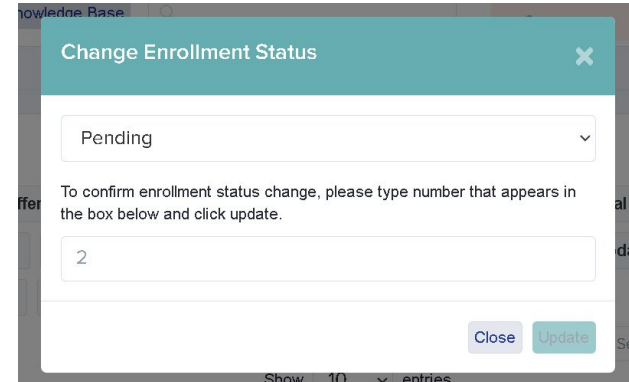 Knowledge Base
Change Enrollment Status
×
Pending
To confirm enrollment status change, please type number that appears in
the box below and click update.
2
Close Update
Show 10 entries